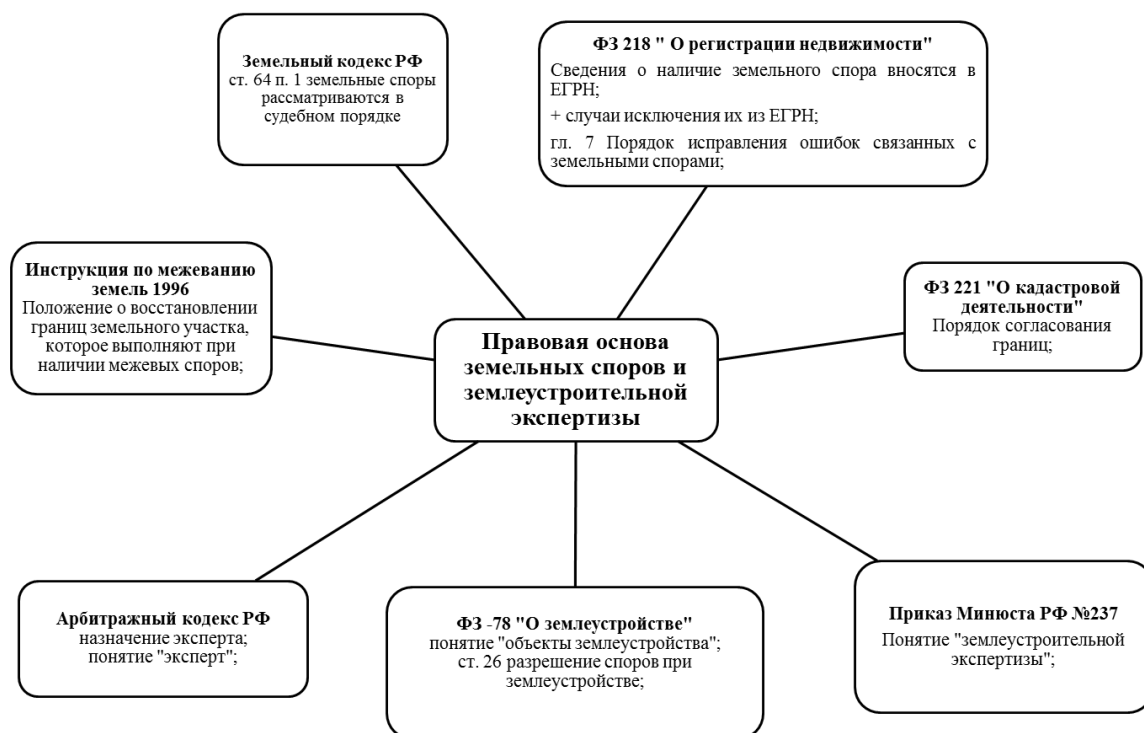 Земельный кодекс РФ
ст. 64 п. 1 земельные споры
рассматриваются в
судебном порядке
ФЗ 218 " О регистрации недвижимости"
Сведения о наличие земельного спора вносятся в
ЕГРН;
+ случаи исключения их из ЕГРН;
гл. 7 Порядок исправления ошибок связанных с
земельными спорами;
Инструкция по межеванию
земель 1996
Положение о восстановлении
границ земельного участка,
которое выполняют при
наличии межевых споров;
ФЗ 221 "О кадастровой
деятельности"
Порядок согласования
границ;
Правовая основа
земельных споров и
землеустроительной
экспертизы
Арбитражный кодекс РФ
назначение эксперта;
понятие "эксперт";
ФЗ -78 "О землеустройстве"
понятие "объекты землеустройства";
ст. 26 разрешение споров при
землеустройстве;
Приказ Минюста РФ №237
Понятие "землеустроительной
экспертизы";